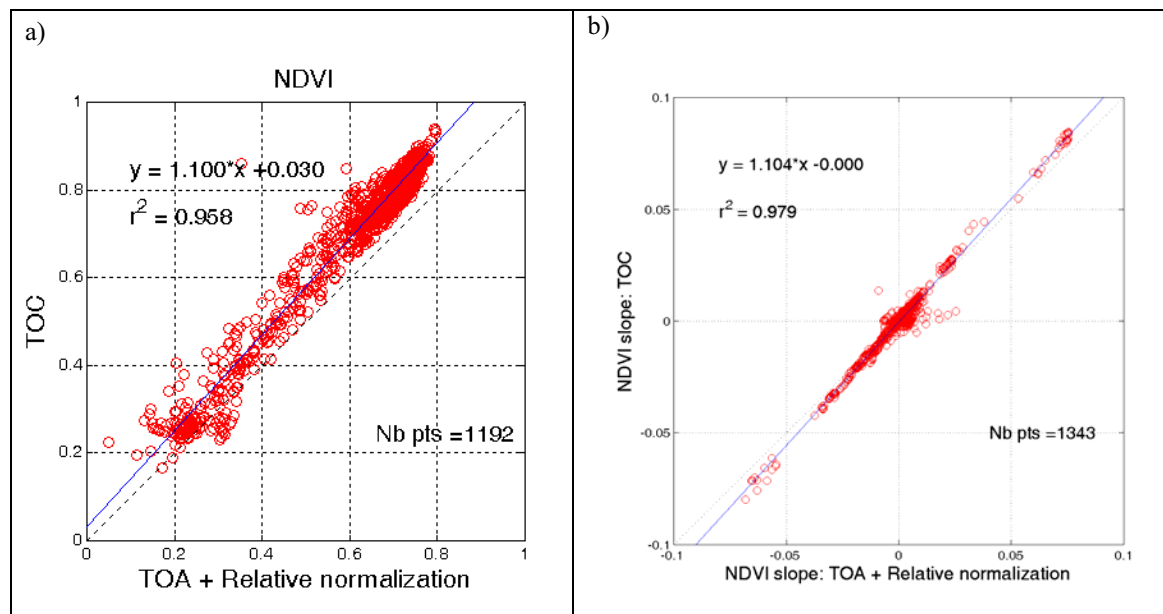 a)
NDVI
1
0.8
0.6
0.4
0.2
0
0
0.2
0.4
0.6
0.8
1
y = 1.100*x +0.030
r² = 0.958
Nb pts =1192
TOC
TOA + Relative normalization
b)
0.1
0.05
0
-0.05
-0.1
-0.1
-0.05
0
0.05
0.1
y = 1.104*x -0.000
r² = 0.979
Nb pts =1343
NDVI slope: TOC
NDVI slope: TOA + Relative normalization